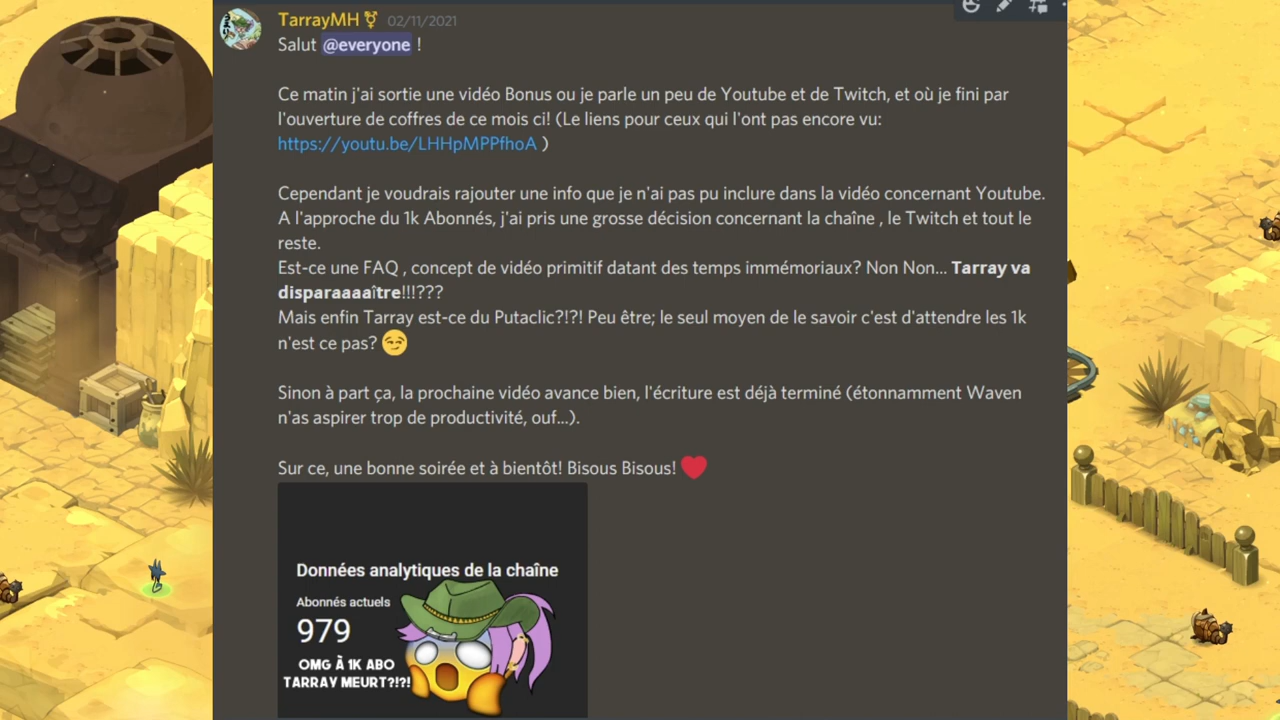 TarrayMH ⚧ 02/11/2021
Salut @everyone !
Ce matin j'ai sortie une vidéo Bonus ou je parle un peu de Youtube et de Twitch, et où je fini par
l'ouverture de coffres de ce mois ci! (Le liens pour ceux qui l'ont pas encore vu:
https://youtu.be/LHHpMPPfhoA )
Cependant je voudrais rajouter une info que je n'ai pas pu inclure dans la vidéo concernant Youtube.
A l'approche du 1k Abonnés, j'ai pris une grosse décision concernant la chaîne , le Twitch et tout le
reste.
Est-ce une FAQ , concept de vidéo primitif datant des temps immémoriaux? Non Non... Tarray va
disparaaaaître!!!???
Mais enfin Tarray est-ce du Putaclic?!?! Peu être; le seul moyen de le savoir c'est d'attendre les 1k
n'est ce pas? 😏
Sinon à part ça, la prochaine vidéo avance bien, l'écriture est déjà terminé (étonnamment Waven
n'as aspirer trop de productivité, ouf...).
Sur ce, une bonne soirée et à bientôt! Bisous Bisous! ❤️
Données analytiques de la chaîne
Abonnés actuels
979
OMG À 1K ABO
TARRAY MEURT?!?!